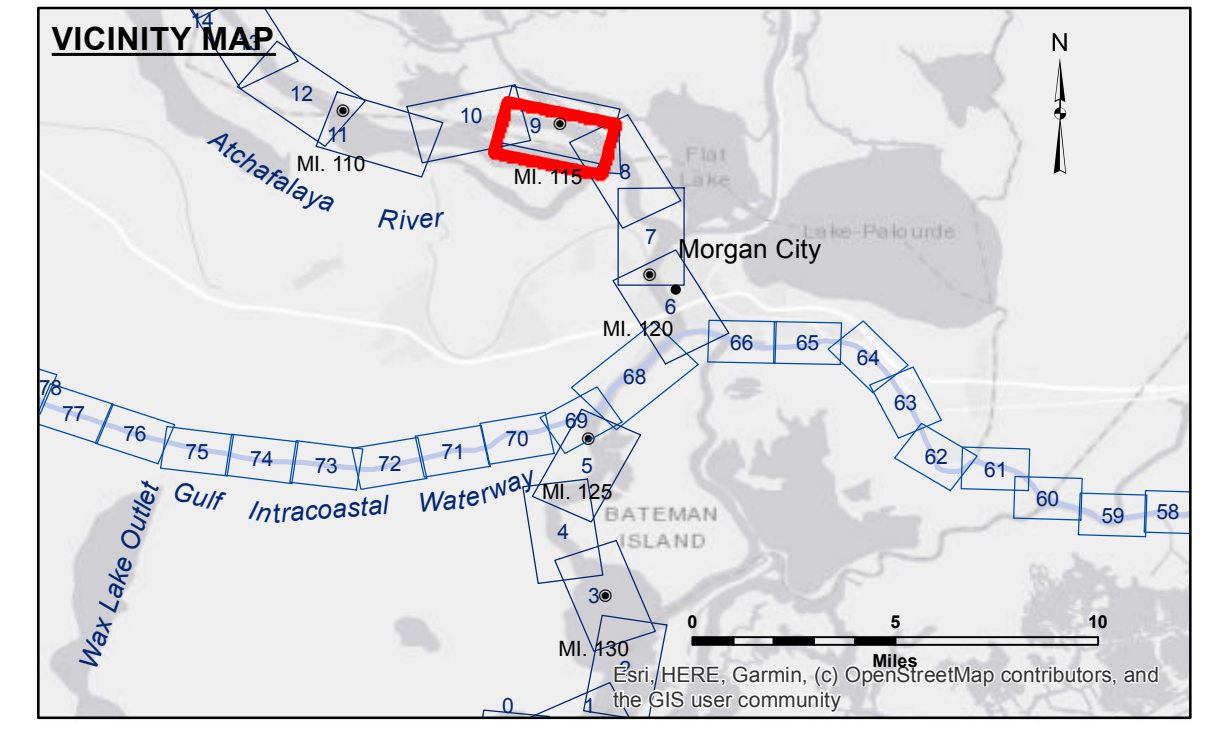 VICINITY MAP
N
14
13
12
11
10
9
8
MI. 110
MI. 115
Atchafalaya
River
Flat
Lake
Lake Palourde
7
Morgan City
6
MI. 120
66
65
64
63
62
61
60
59
58
68
69
70
71
72
73
74
75
76
77
78
Gulf Intracoastal Waterway
Wax Lake Outlet
5
MI. 125
4
BATEMAN
ISLAND
3
MI. 130
2
1
0
0 5 10
Miles
Esri, HERE, Garmin, (c) OpenStreetMap contributors, and
the GIS user community